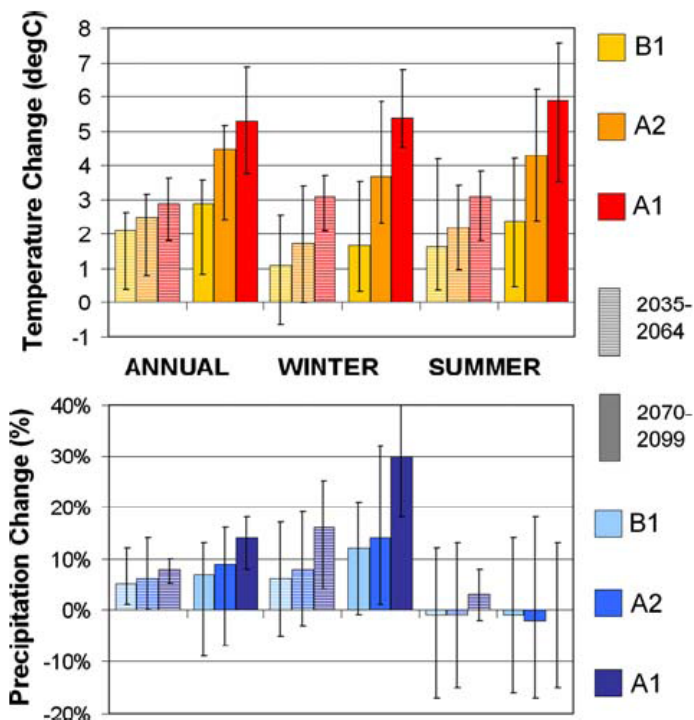 Temperature Change (degC)
8
7
6
5
4
3
2
1
0
-1
B1
A2
A1
2035-
2064
ANNUAL WINTER SUMMER
Precipitation Change (%)
40%
30%
20%
10%
0%
-10%
-20%
2070-
2099
B1
A2
A1